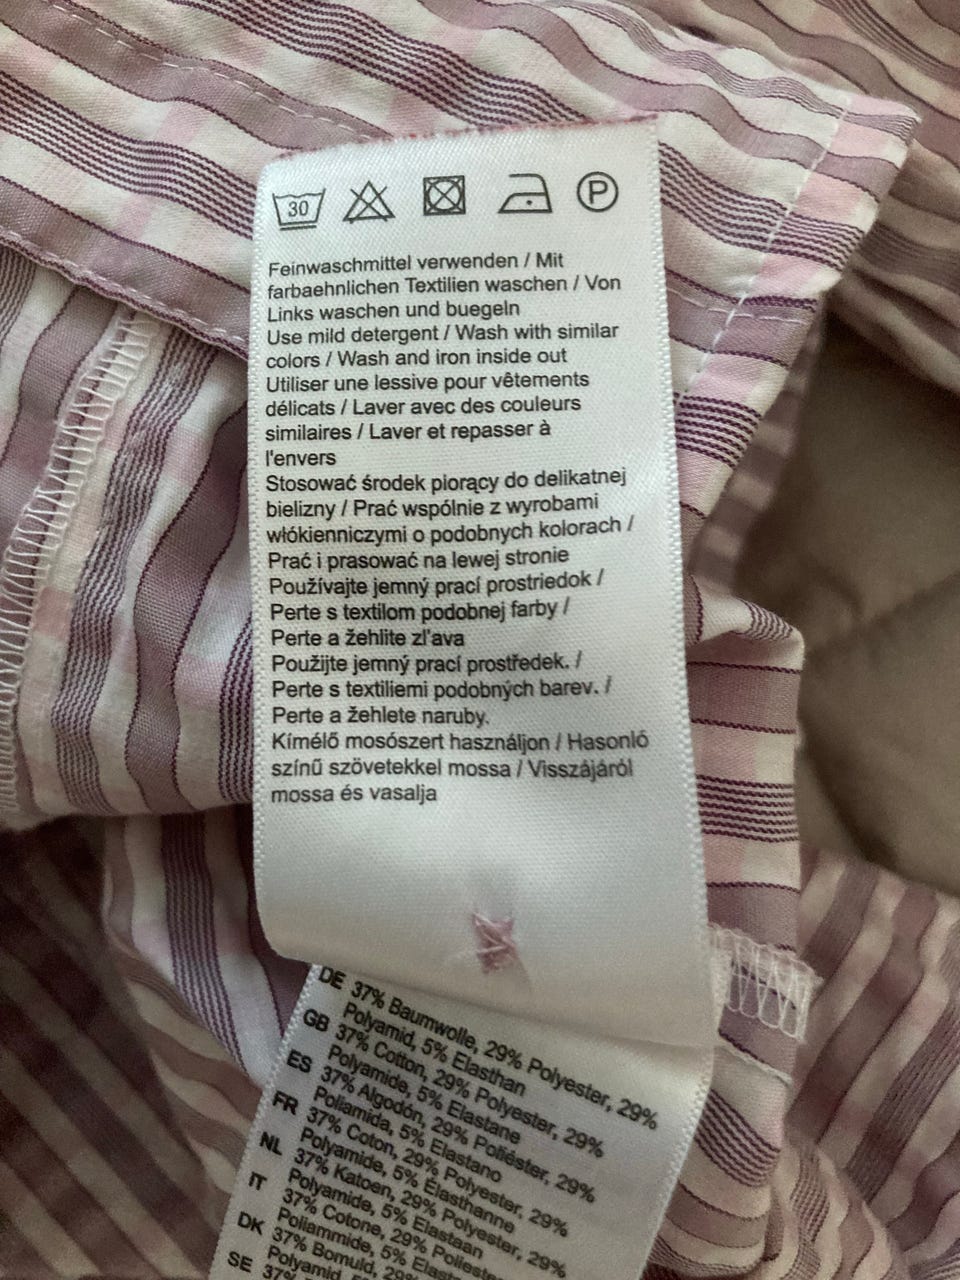 30 P
Feinwaschmittel verwenden / Mit
farbaehnlichen Textilien waschen / Von
Links waschen und buegeln
Use mild detergent / Wash with similar
colors / Wash and iron inside out
Utiliser une lessive pour vêtements
délicats / Laver avec des couleurs
similaires / Laver et repasser à
l'envers
Stosować środek piorący do delikatnej
bielizny / Prać wspólnie z wyrobami
włókienniczymi o podobnych kolorach /
Prać i prasować na lewej stronie
Používajte jemný prací prostriedok /
Perte s textilom podobnej farby /
Perte a žehlite zl'ava
Použijte jemný prací prostředek. /
Perte s textiliemi podobných barev. /
Perte a žehlete naruby.
Kímélő mosószert használjon / Hasonló
színű szövetekkel mossa / Visszájáról
mossa és vasalja
DE 37% Baumwolle, 29% Polyester, 29%
Polyamid, 5% Elasthan
GB 37% Cotton, 29% Polyester, 29%
Polyamide, 5% Elastane
ES 37% Algodón, 29% Poliéster, 29%
Poliamida, 5% Elastano
FR 37% Coton, 29% Polyester, 29%
Polyamide, 5% Élasthanne
NL 37% Katoen, 29% Polyester, 29%
Polyamide, 5% Elastaan
IT 37% Cotone, 29% Poliester
Poliammide, 5% Elast
DK 37% Bomuld, 29%
Polyamid
SE 37%